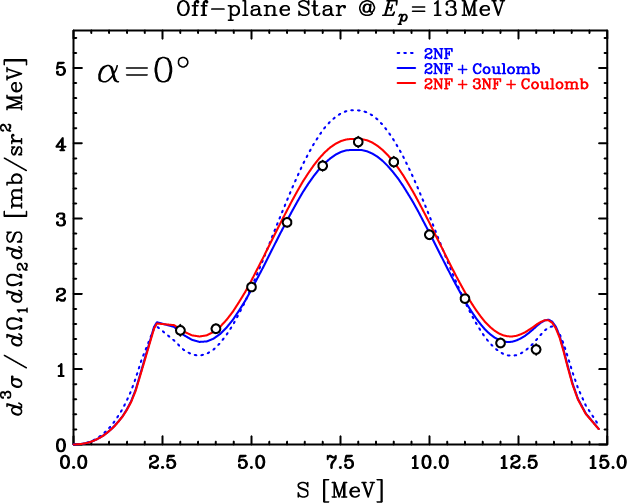 Off-plane Star @ Eₚ = 13 MeV
α=0°
2NF
2NF + Coulomb
2NF + 3NF + Coulomb
d³σ / dΩ₁dΩ₂dS [mb/sr² MeV]
5
4
3
2
1
0
0.0 2.5 5.0 7.5 10.0 12.5 15.0
S [MeV]